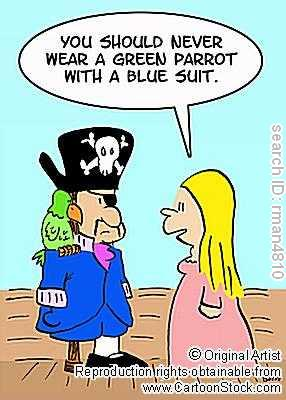 YOU SHOULD NEVER
WEAR A GREEN PARROT
WITH A BLUE SUIT.
search ID: rman4810
© Original Artist
Reproduction rights obtainable from
www.CartoonStock.com